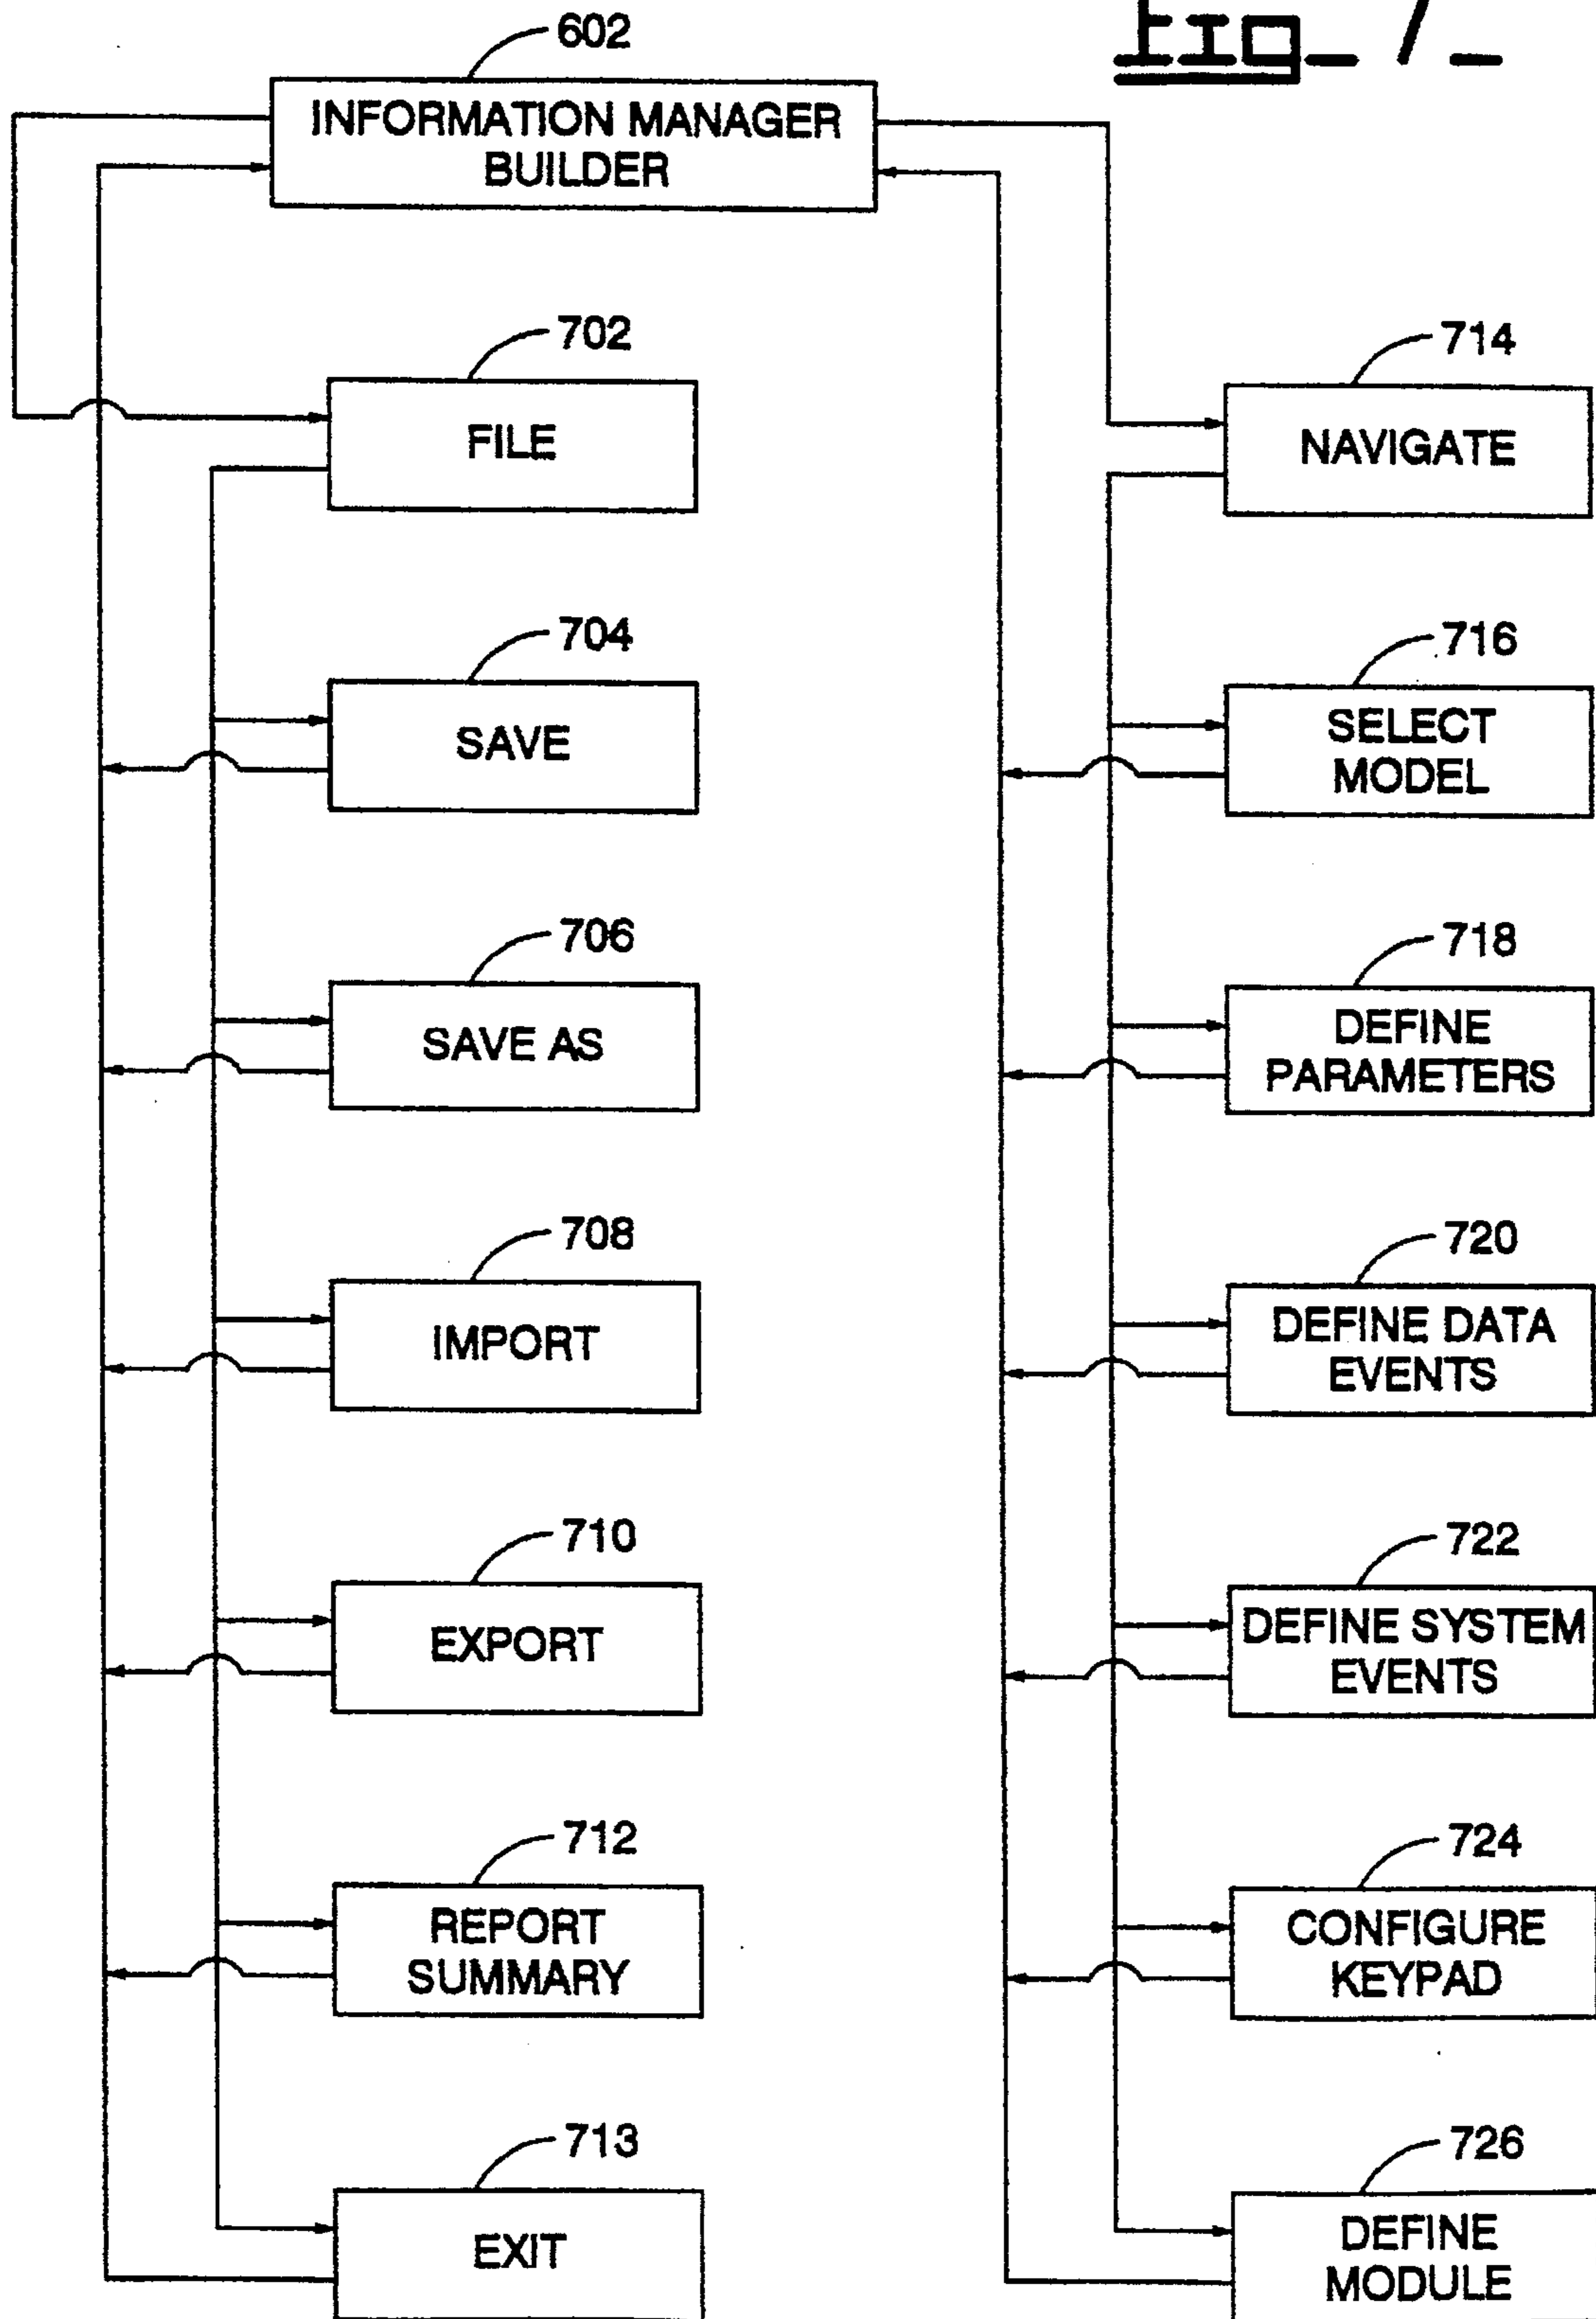 Fig_7_
602
INFORMATION MANAGER
BUILDER
702
FILE
704
SAVE
706
SAVE AS
708
IMPORT
710
EXPORT
712
REPORT
SUMMARY
713
EXIT
714
NAVIGATE
716
SELECT
MODEL
718
DEFINE
PARAMETERS
720
DEFINE DATA
EVENTS
722
DEFINE SYSTEM
EVENTS
724
CONFIGURE
KEYPAD
726
DEFINE
MODULE